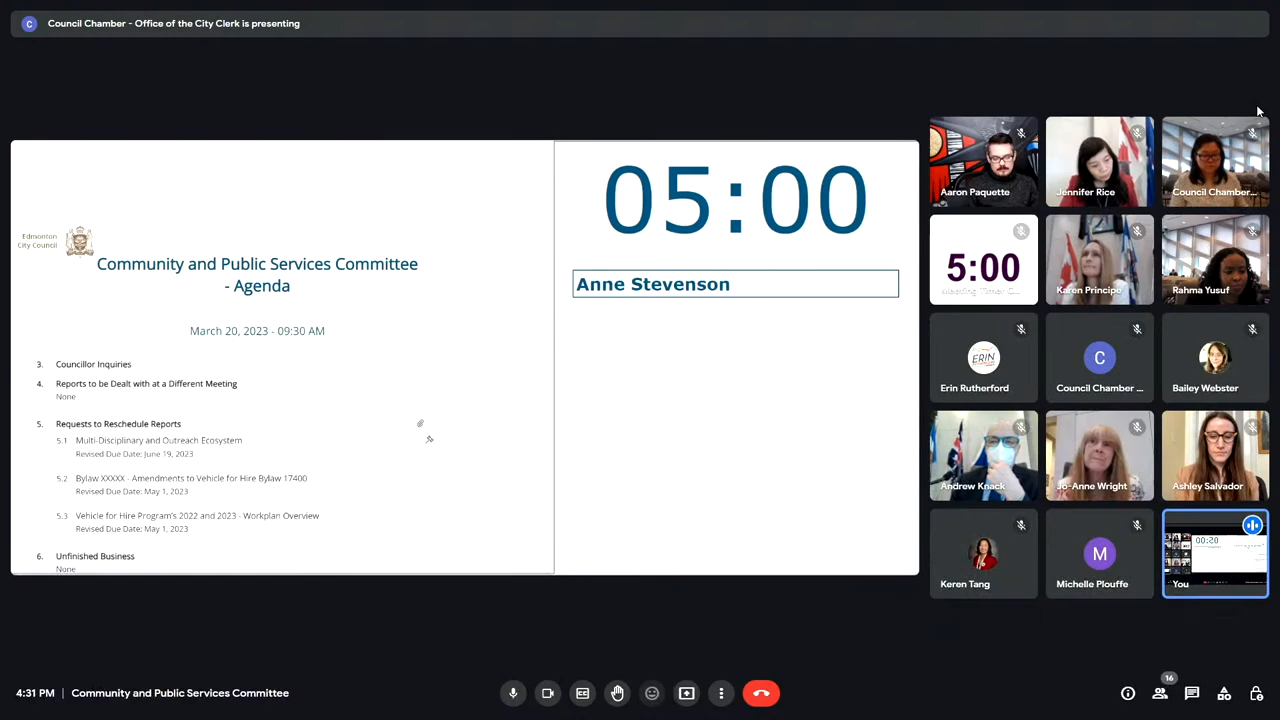 C
Council Chamber - Office of the City Clerk is presenting
Edmonton
City Council
Community and Public Services Committee
- Agenda
March 20, 2023 - 09:30 AM
3. Councillor Inquiries
4. Reports to be Dealt with at a Different Meeting
None
5. Requests to Reschedule Reports
5.1 Multi-Disciplinary and Outreach Ecosystem
Revised Due Date: June 19, 2023
5.2 Bylaw XXXXX - Amendments to Vehicle for Hire Bylaw 17400
Revised Due Date: May 1, 2023
5.3 Vehicle for Hire Program's 2022 and 2023 - Workplan Overview
Revised Due Date: May 1, 2023
6. Unfinished Business
None
05:00
Anne Stevenson
Aaron Paquette
Jennifer Rice
Council Chamber...
5:00
Meeting Timer C...
Karen Principe
Rahma Yusuf
ERIN
Erin Rutherford
C
Council Chamber ...
Bailey Webster
Andrew Knack
Jo-Anne Wright
Ashley Salvador
Keren Tang
M
Michelle Plouffe
00:50
You
4:31 PM | Community and Public Services Committee
16